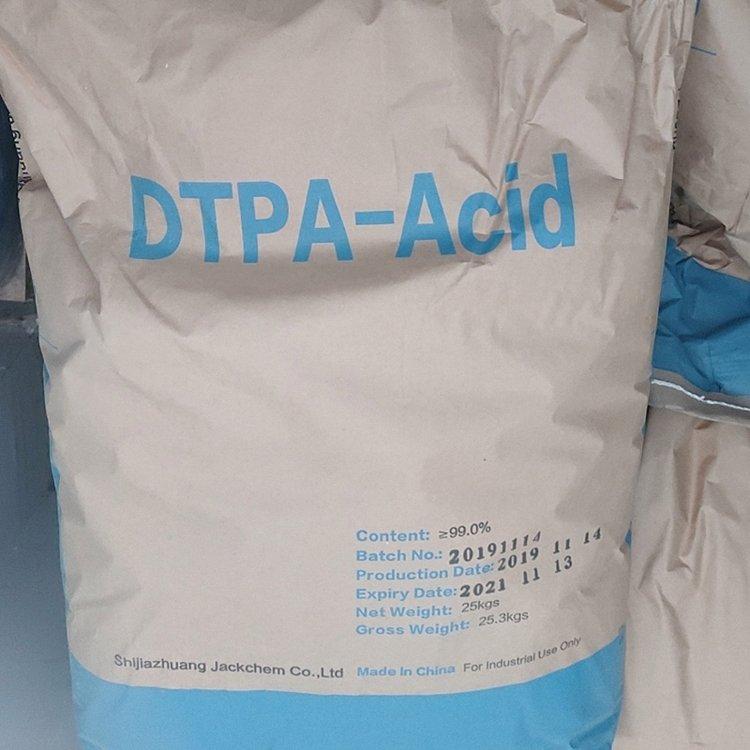 DTPA-Acid
Content: ≥99.0%
Batch No.: 20191114
Production Date: 2019 11 14
Expiry Date: 2021 11 13
Net Weight: 25kgs
Gross Weight: 25.3kgs
Shijiazhuang Jackchem Co.,Ltd Made In China For Industrial Use Only